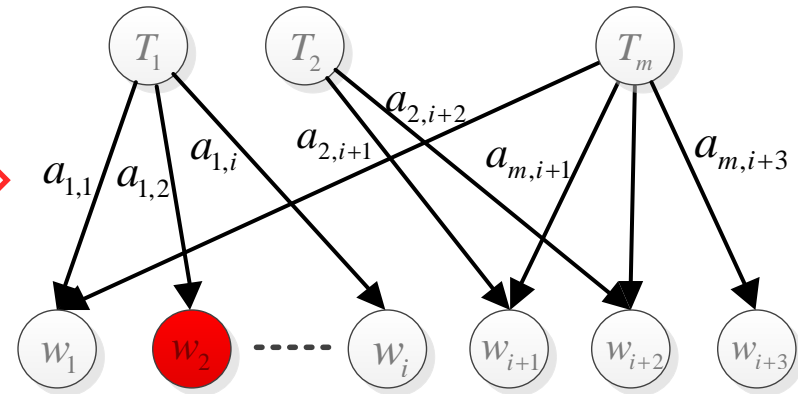 T₁ T₂ Tₘ
a₂,ᵢ₊₂
a₁,₁ a₁,₂ a₁,ᵢ a₂,ᵢ₊₁ aₘ,ᵢ₊₁ aₘ,ᵢ₊₃
w₁ w₂ wᵢ wᵢ₊₁ wᵢ₊₂ wᵢ₊₃